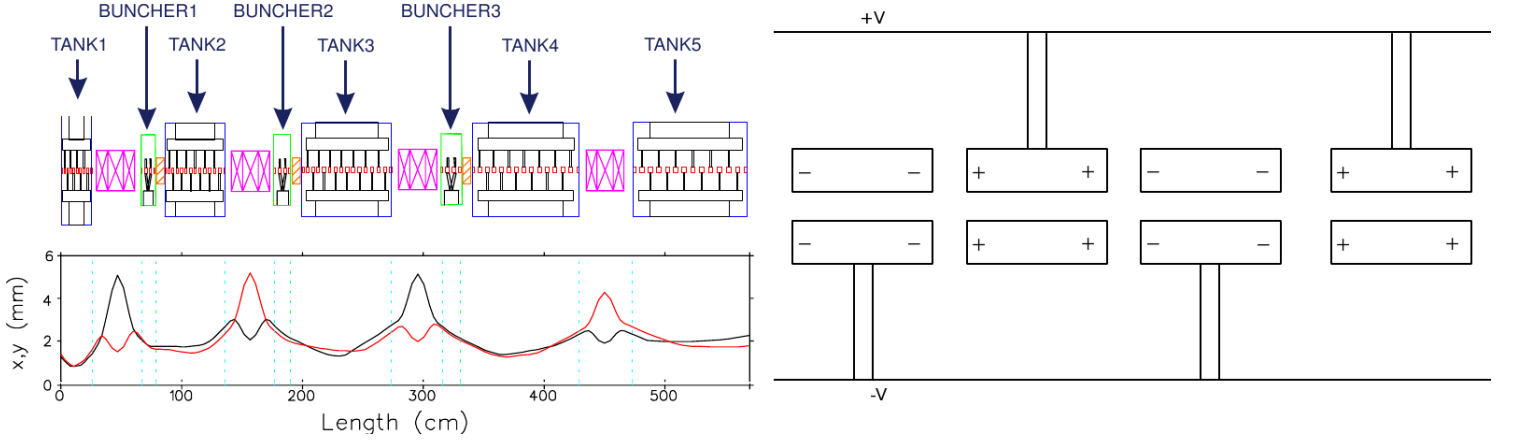 BUNCHER1 BUNCHER2 BUNCHER3
TANK1 TANK2 TANK3 TANK4 TANK5
6
4
2
0
x,y (mm)
0 100 200 300 400 500
Length (cm)
+V
− − + + − − + +
− − + + − − + +
-V